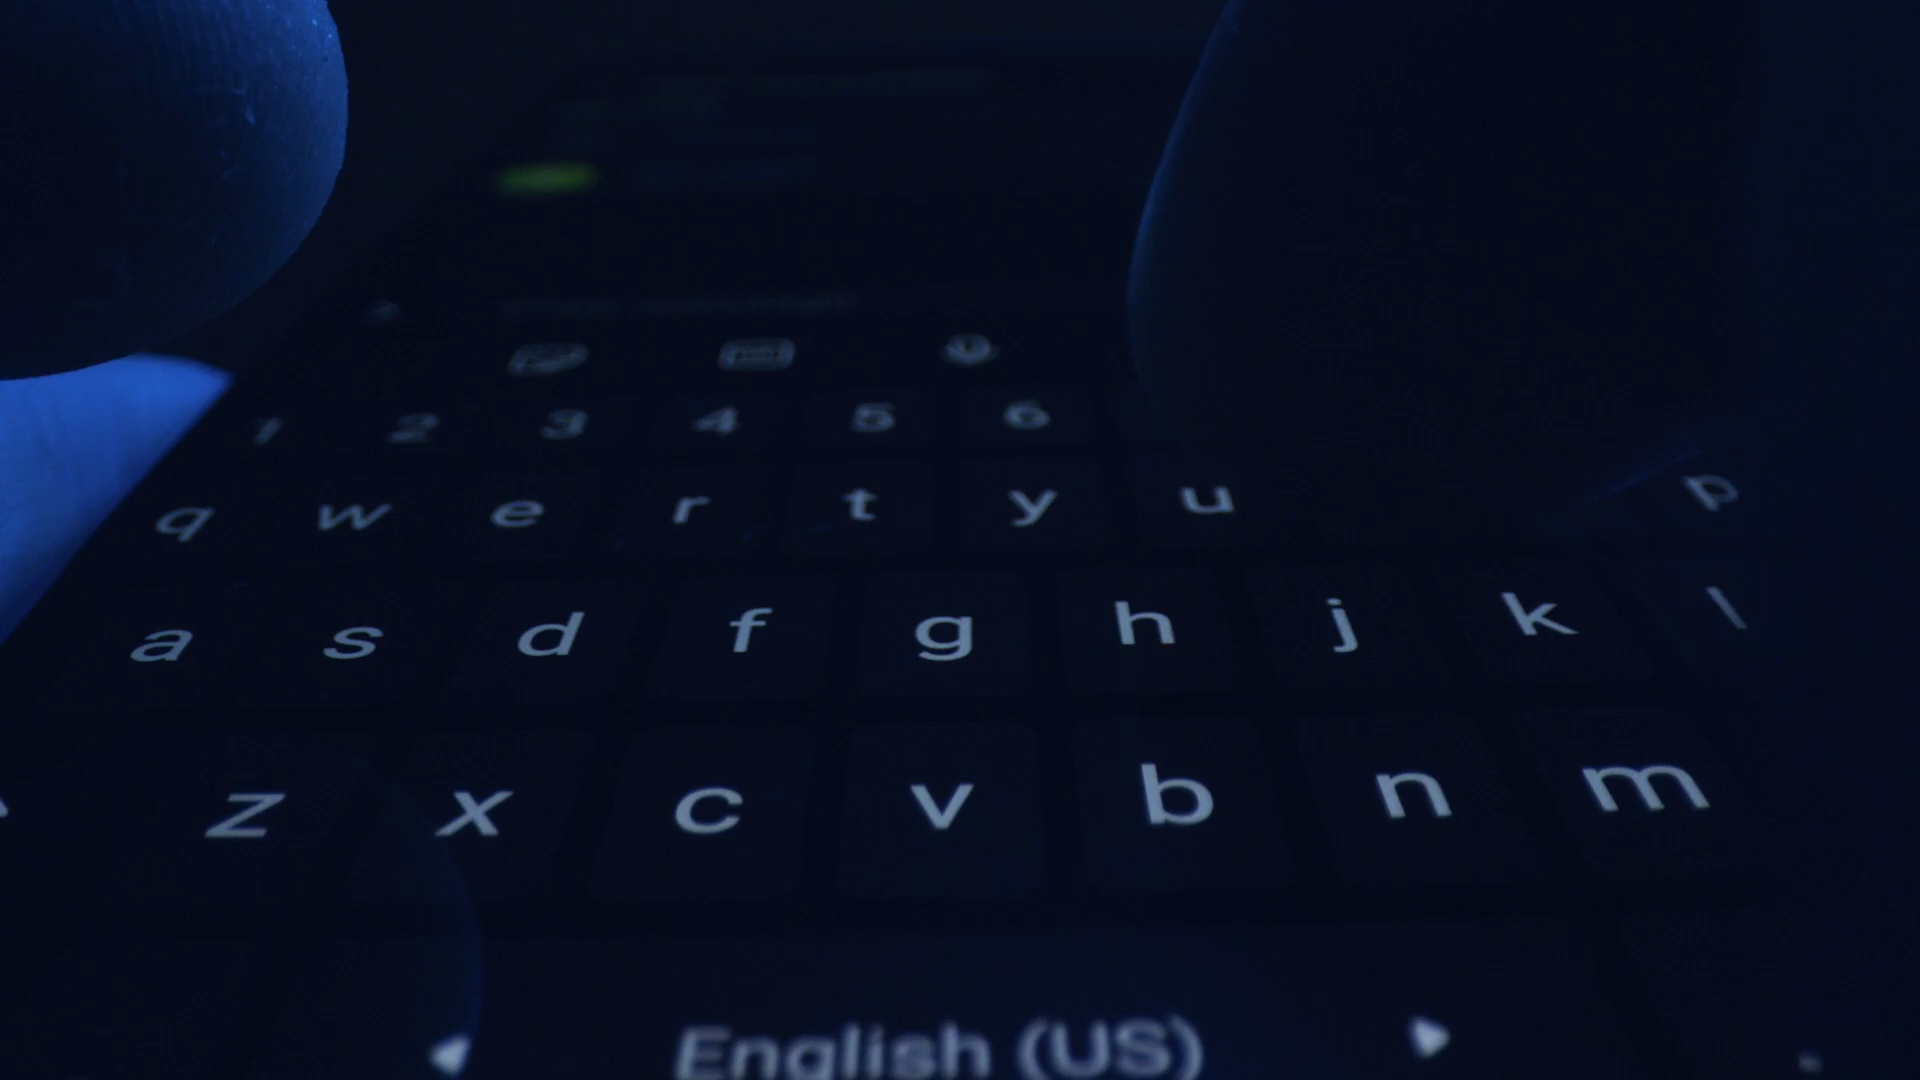 1 2 3 4 5 6
q w e r t y u p
a s d f g h j k l
z x c v b n m
English (US)